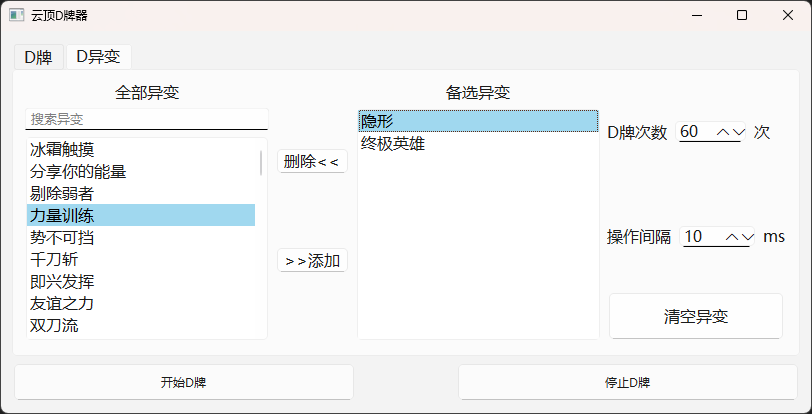 云顶D牌器
D牌
D异变
全部异变
搜索异变
冰霜触摸
分享你的能量
剔除弱者
力量训练
势不可挡
千刀斩
即兴发挥
友谊之力
双刀流
删除<<
>>添加
备选异变
隐形
终极英雄
D牌次数 60 次
操作间隔 10 ms
清空异变
开始D牌
停止D牌